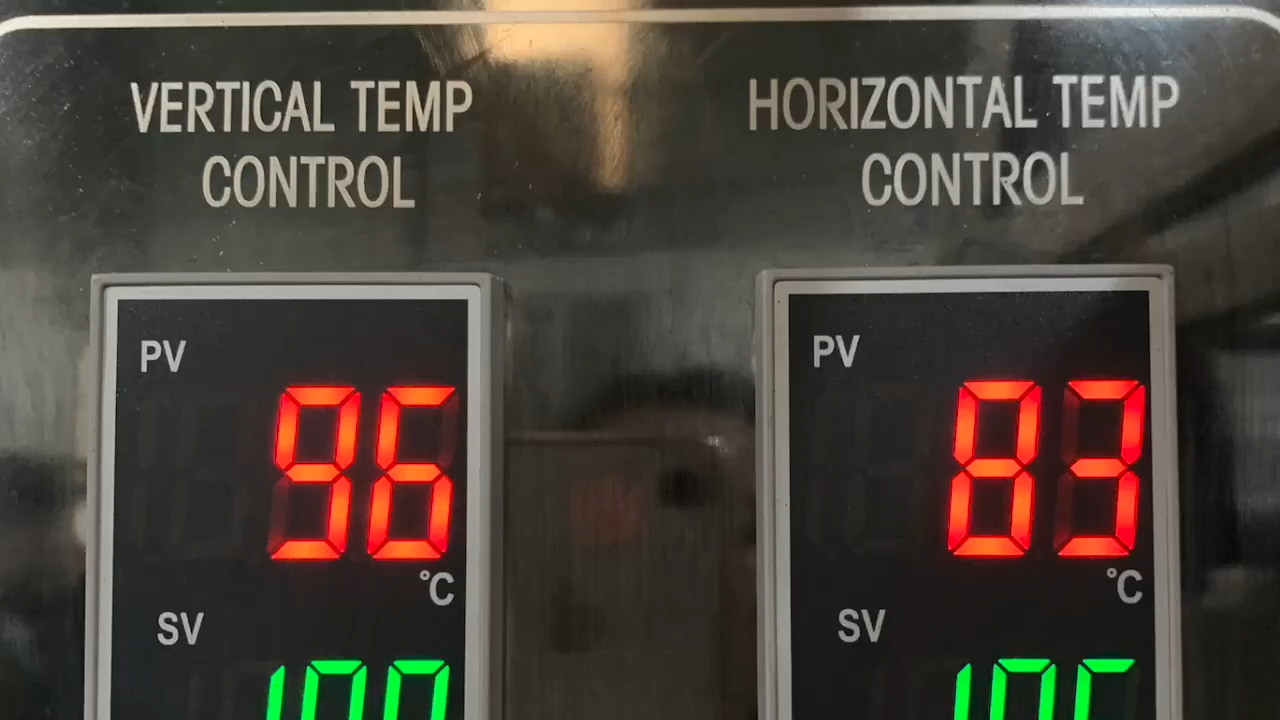 VERTICAL TEMP
CONTROL
HORIZONTAL TEMP
CONTROL
PV
96
°C
SV
PV
83
°C
SV